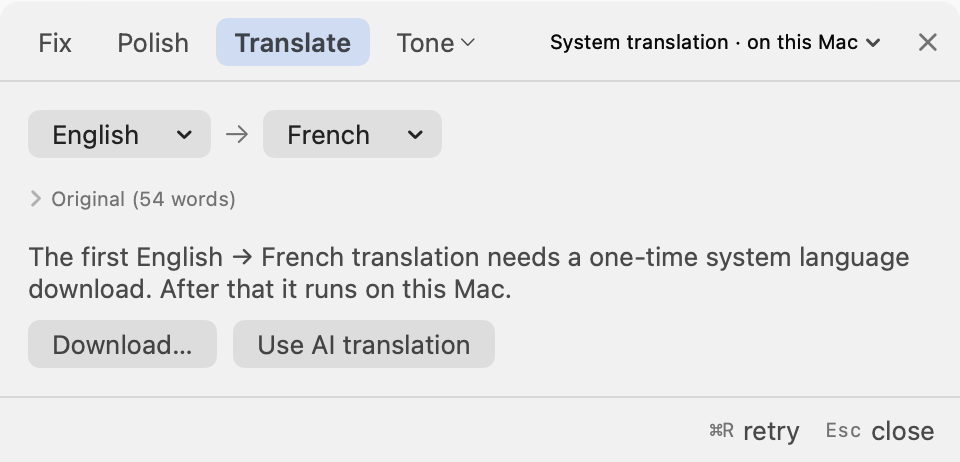 Fix Polish Translate Tone System translation · on this Mac
English → French
Original (54 words)
The first English → French translation needs a one-time system language
download. After that it runs on this Mac.
Download... Use AI translation
⌘R retry Esc close